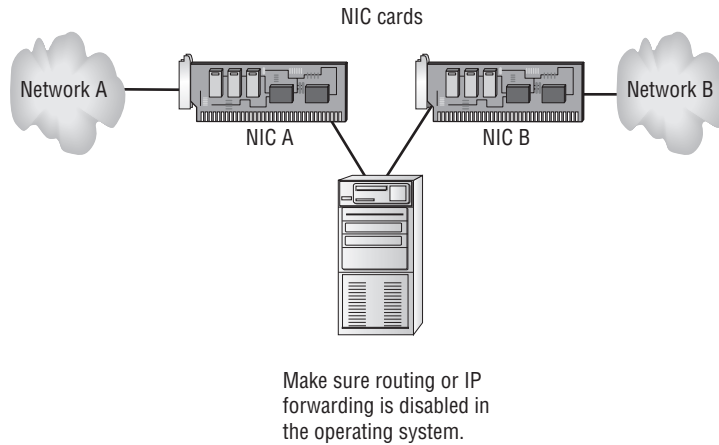 NIC cards
Network A
Network B
NIC A
NIC B
Make sure routing or IP
forwarding is disabled in
the operating system.